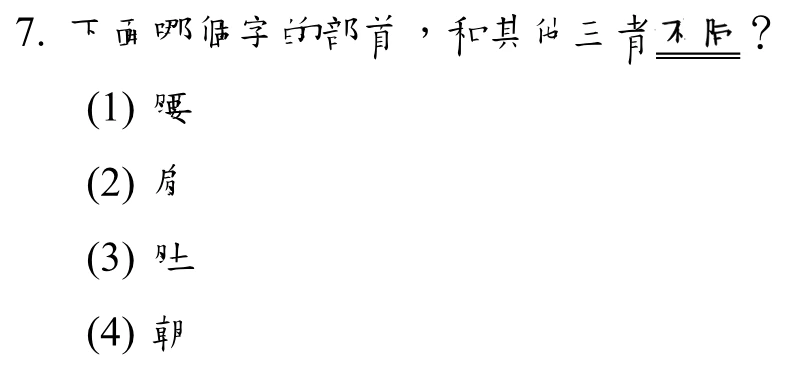 7. 下面哪個字的部首，和其他三者不同？
(1) 腰
(2) 肩
(3) 肚
(4) 朝